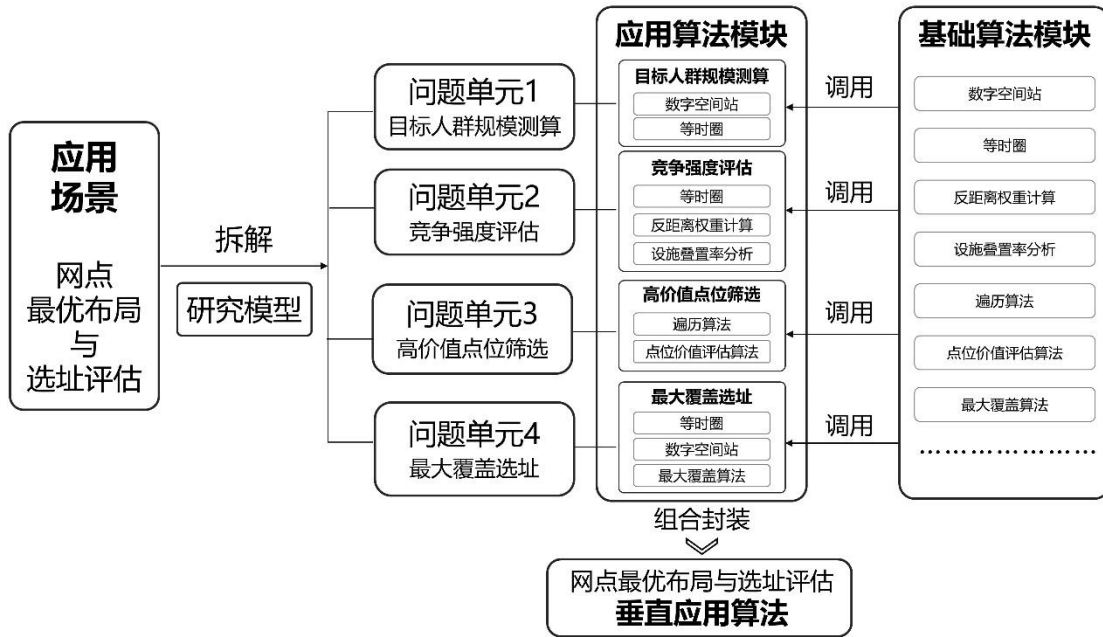 应用
场景
网点
最优布局
与
选址评估
拆解
研究模型
问题单元1
目标人群规模测算
问题单元2
竞争强度评估
问题单元3
高价值点位筛选
问题单元4
最大覆盖选址
应用算法模块
目标人群规模测算
数字空间站
等时圈
竞争强度评估
等时圈
反距离权重计算
设施叠置率分析
高价值点位筛选
遍历算法
点位价值评估算法
最大覆盖选址
等时圈
数字空间站
最大覆盖算法
调用
调用
调用
调用
基础算法模块
数字空间站
等时圈
反距离权重计算
设施叠置率分析
遍历算法
点位价值评估算法
最大覆盖算法
………………
组合封装
网点最优布局与选址评估
垂直应用算法